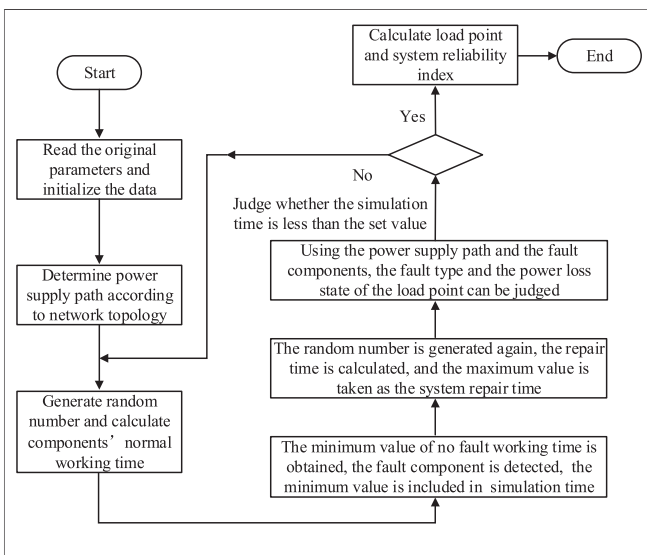 Start
Read the original
parameters and
initialize the data
Determine power
supply path according
to network topology
Generate random
number and calculate
components’ normal
working time
The minimum value of no fault working time is
obtained, the fault component is detected, the
minimum value is included in simulation time
The random number is generated again, the repair
time is calculated, and the maximum value is
taken as the system repair time
Using the power supply path and the fault
components, the fault type and the power loss
state of the load point can be judged
Judge whether the simulation
time is less than the set value
No
Yes
Calculate load point
and system reliability
index
End